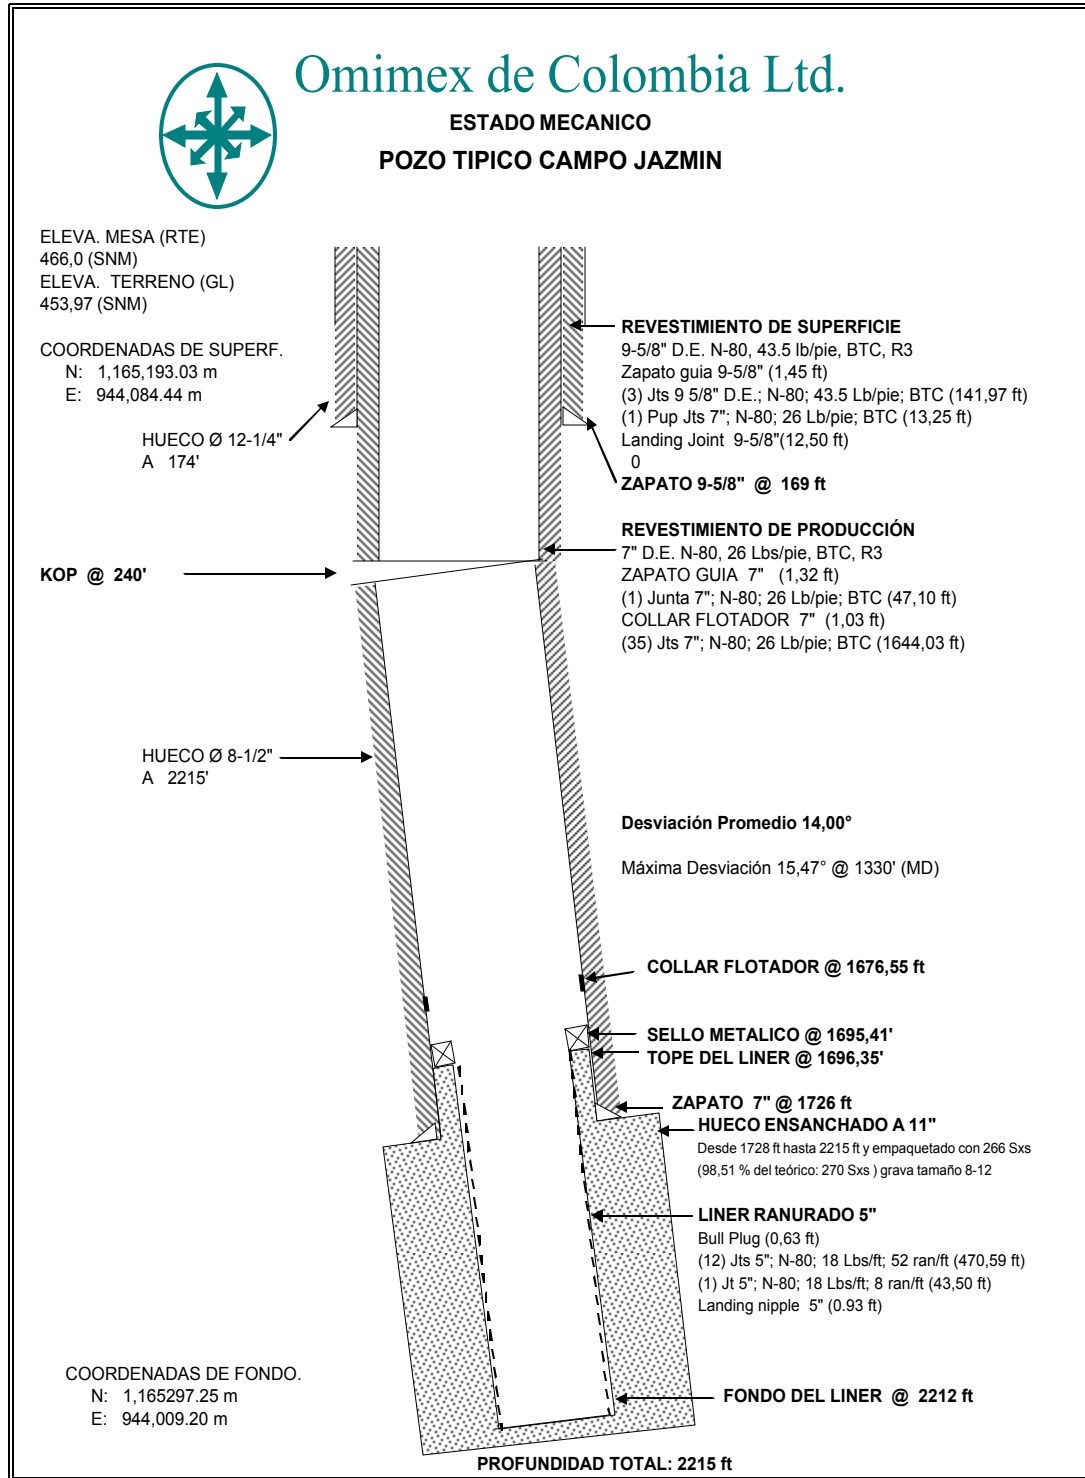 Omimex de Colombia Ltd.
ESTADO MECANICO
POZO TIPICO CAMPO JAZMIN
ELEVA. MESA (RTE)
466,0 (SNM)
ELEVA. TERRENO (GL)
453,97 (SNM)
COORDENADAS DE SUPERF.
N: 1,165,193.03 m
E: 944,084.44 m
HUECO Ø 12-1/4"
A 174'
REVESTIMIENTO DE SUPERFICIE
9-5/8" D.E. N-80, 43.5 lb/pie, BTC, R3
Zapato guia 9-5/8" (1,45 ft)
(3) Jts 9 5/8" D.E.; N-80; 43.5 Lb/pie; BTC (141,97 ft)
(1) Pup Jts 7"; N-80; 26 Lb/pie; BTC (13,25 ft)
Landing Joint 9-5/8"(12,50 ft)
0
ZAPATO 9-5/8" @ 169 ft
REVESTIMIENTO DE PRODUCCIÓN
7" D.E. N-80, 26 Lbs/pie, BTC, R3
ZAPATO GUIA 7" (1,32 ft)
(1) Junta 7"; N-80; 26 Lb/pie; BTC (47,10 ft)
COLLAR FLOTADOR 7" (1,03 ft)
(35) Jts 7"; N-80; 26 Lb/pie; BTC (1644,03 ft)
KOP @ 240'
HUECO Ø 8-1/2"
A 2215'
Desviación Promedio 14,00°
Máxima Desviación 15,47° @ 1330' (MD)
COLLAR FLOTADOR @ 1676,55 ft
SELLO METALICO @ 1695,41'
TOPE DEL LINER @ 1696,35'
ZAPATO 7" @ 1726 ft
HUECO ENSANCHADO A 11"
Desde 1728 ft hasta 2215 ft y empaquetado con 266 Sxs
(98,51 % del teórico: 270 Sxs ) grava tamaño 8-12
LINER RANURADO 5"
Bull Plug (0,63 ft)
(12) Jts 5"; N-80; 18 Lbs/ft; 52 ran/ft (470,59 ft)
(1) Jt 5"; N-80; 18 Lbs/ft; 8 ran/ft (43,50 ft)
Landing nipple 5" (0.93 ft)
COORDENADAS DE FONDO.
N: 1,165297.25 m
E: 944,009.20 m
FONDO DEL LINER @ 2212 ft
PROFUNDIDAD TOTAL: 2215 ft